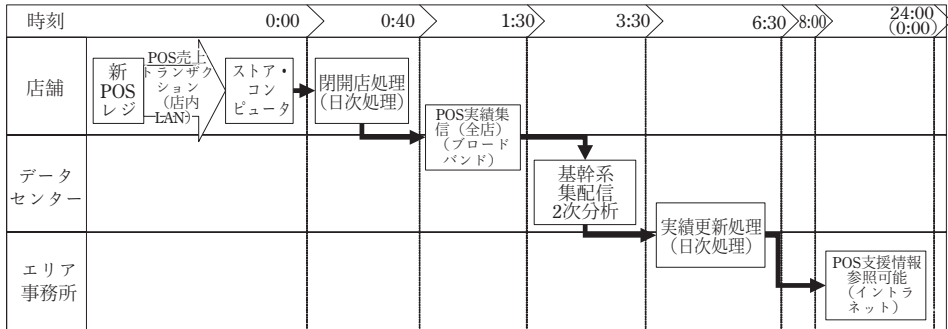 時刻 0:00 0:40 1:30 3:30 6:30 8:00 24:00
(0:00)
店舗
新
POS
レジ
POS売上
トランザク
ション
(店内
LAN)
ストア・
コン
ピュータ
閉開店処理
(日次処理)
POS実績集
信(全店)
(ブロード
バンド)
データ
センター
基幹系
集配信
2次分析
実績更新処理
(日次処理)
エリア
事務所
POS支援情報
参照可能
(イントラ
ネット)